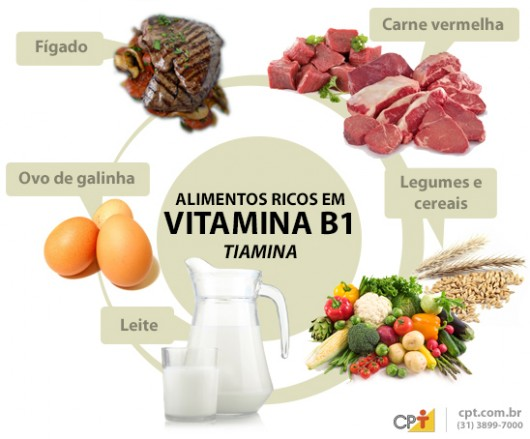 Fígado
Carne vermelha
Ovo de galinha
ALIMENTOS RICOS EM
VITAMINA B1
TIAMINA
Legumes e
cereais
Leite
CPT
cpt.com.br
(31) 3899-7000